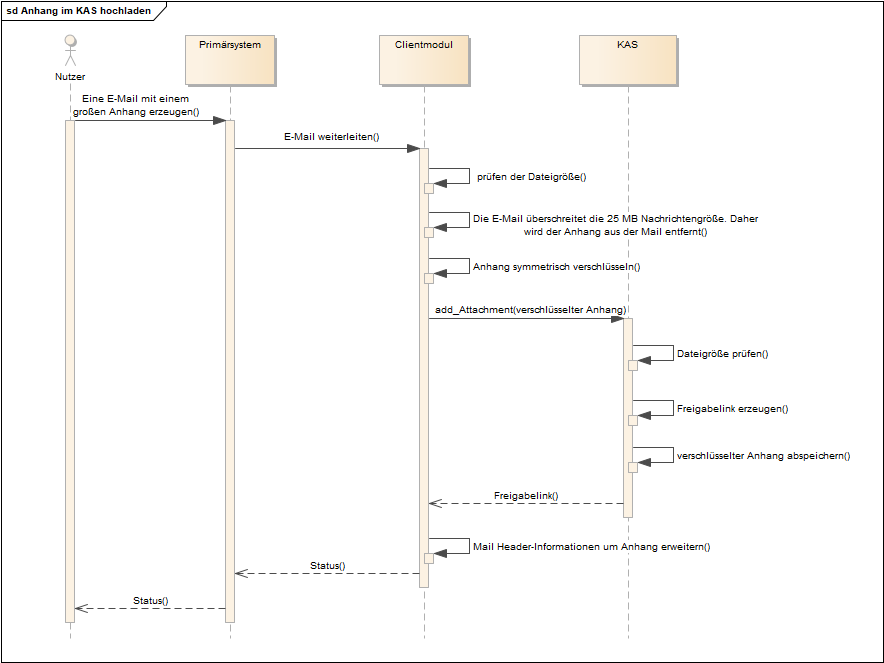 sd Anhang im KAS hochladen
Nutzer
Primärsystem
Clientmodul
KAS
Eine E-Mail mit einem
großen Anhang erzeugen()
E-Mail weiterleiten()
prüfen der Dateigröße()
Die E-Mail überschreitet die 25 MB Nachrichtengröße. Daher
wird der Anhang aus der Mail entfernt()
Anhang symmetrisch verschlüsseln()
add_Attachment(verschlüsselter Anhang)
Dateigröße prüfen()
Freigabelink erzeugen()
verschlüsselter Anhang abspeichern()
Freigabelink()
Mail Header-Informationen um Anhang erweitern()
Status()
Status()